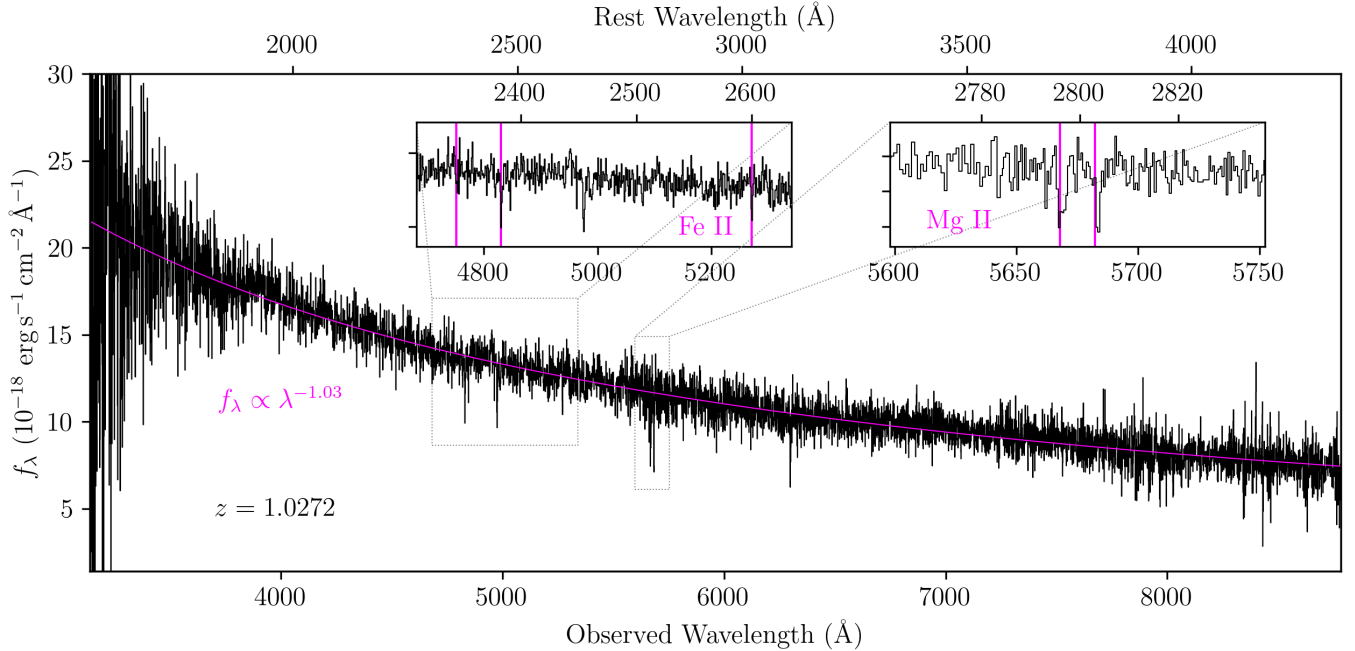 Rest Wavelength (Å)
2000 2500 3000 3500 4000
30
25
20
15
10
5
f_λ (10⁻¹⁸ erg s⁻¹ cm⁻² Å⁻¹)
2400 2500 2600
Fe II
4800 5000 5200
2780 2800 2820
Mg II
5600 5650 5700 5750
f_λ ∝ λ^−1.03
z = 1.0272
4000 5000 6000 7000 8000
Observed Wavelength (Å)